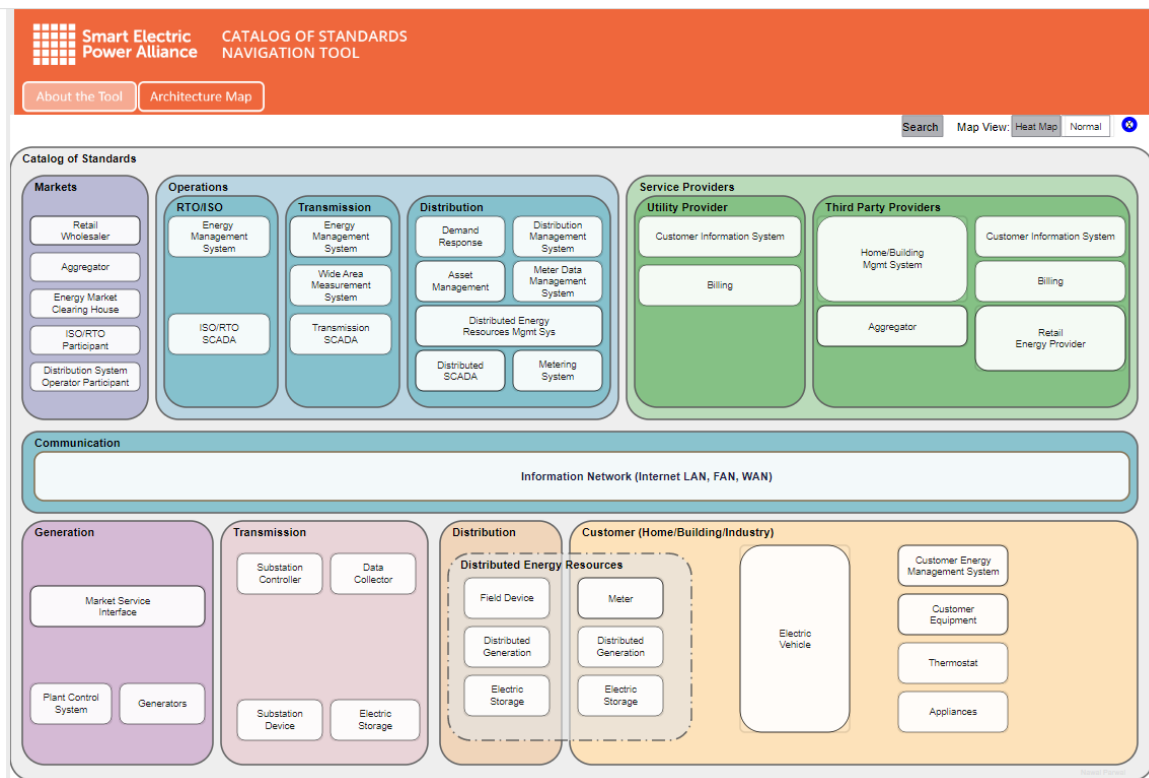 Smart Electric
Power Alliance
CATALOG OF STANDARDS
NAVIGATION TOOL
About the Tool
Architecture Map
Search
Map View:
Heat Map
Normal
Catalog of Standards
Markets
Retail
Wholesaler
Aggregator
Energy Market
Clearing House
ISO/RTO
Participant
Distribution System
Operator Participant
Operations
RTO/ISO
Energy
Management
System
ISO/RTO
SCADA
Transmission
Energy
Management
System
Wide Area
Measurement
System
Transmission
SCADA
Distribution
Demand
Response
Distribution
Management
System
Asset
Management
Meter Data
Management
System
Distributed Energy
Resources Mgmt Sys
Distributed
SCADA
Metering
System
Service Providers
Utility Provider
Customer Information System
Billing
Third Party Providers
Home/Building
Mgmt System
Customer Information System
Billing
Aggregator
Retail
Energy Provider
Communication
Information Network (Internet LAN, FAN, WAN)
Generation
Market Service
Interface
Plant Control
System
Generators
Transmission
Substation
Controller
Data
Collector
Substation
Device
Electric
Storage
Distribution
Customer (Home/Building/Industry)
Distributed Energy Resources
Field Device
Meter
Distributed
Generation
Distributed
Generation
Electric
Storage
Electric
Storage
Electric
Vehicle
Customer Energy
Management System
Customer
Equipment
Thermostat
Appliances